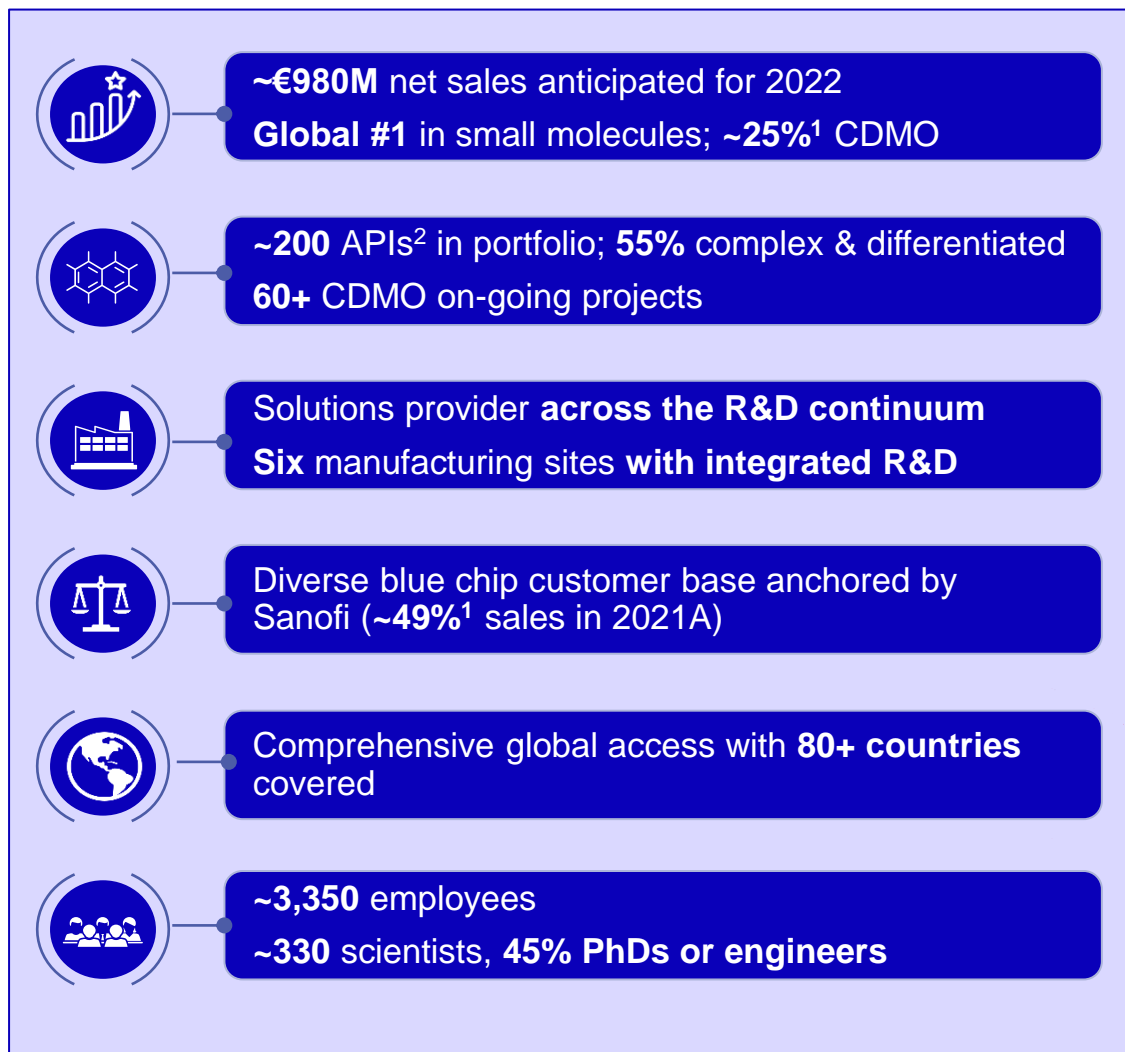 ~€980M net sales anticipated for 2022
Global #1 in small molecules; ~25%¹ CDMO
~200 APIs² in portfolio; 55% complex & differentiated
60+ CDMO on-going projects
Solutions provider across the R&D continuum
Six manufacturing sites with integrated R&D
Diverse blue chip customer base anchored by
Sanofi (~49%¹ sales in 2021A)
Comprehensive global access with 80+ countries
covered
~3,350 employees
~330 scientists, 45% PhDs or engineers